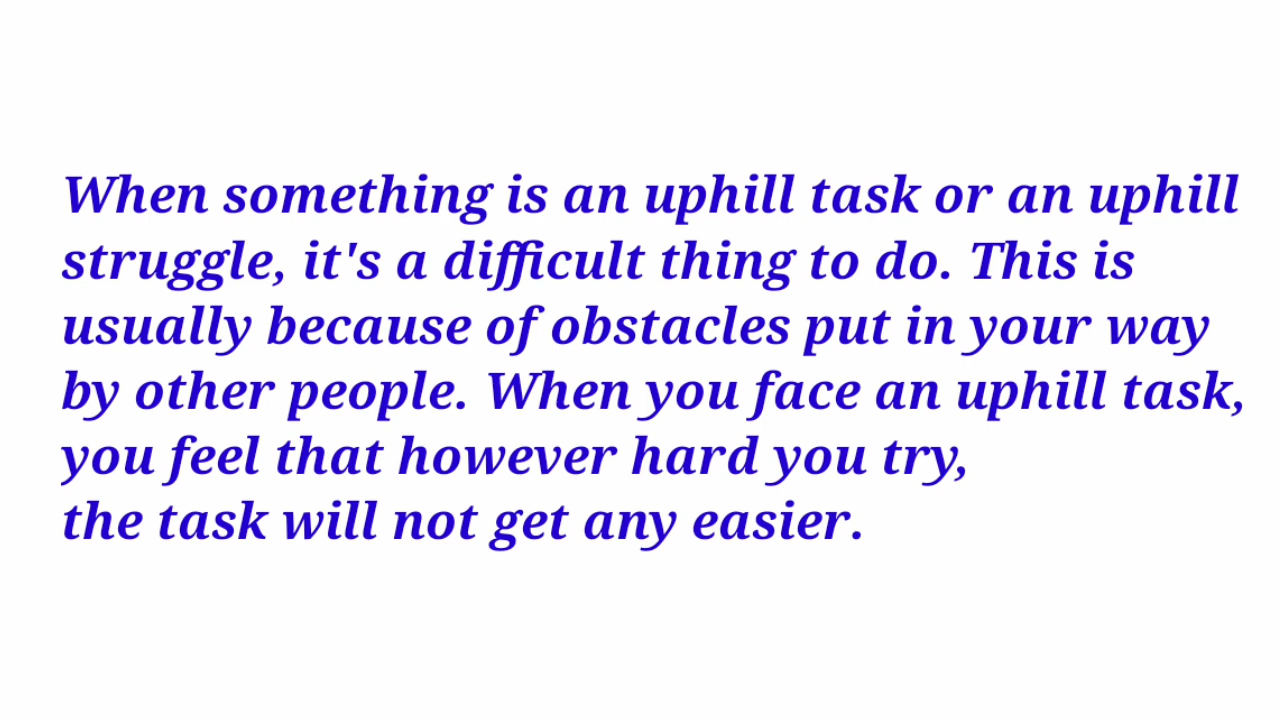 When something is an uphill task or an uphill
struggle, it's a difficult thing to do. This is
usually because of obstacles put in your way
by other people. When you face an uphill task,
you feel that however hard you try,
the task will not get any easier.